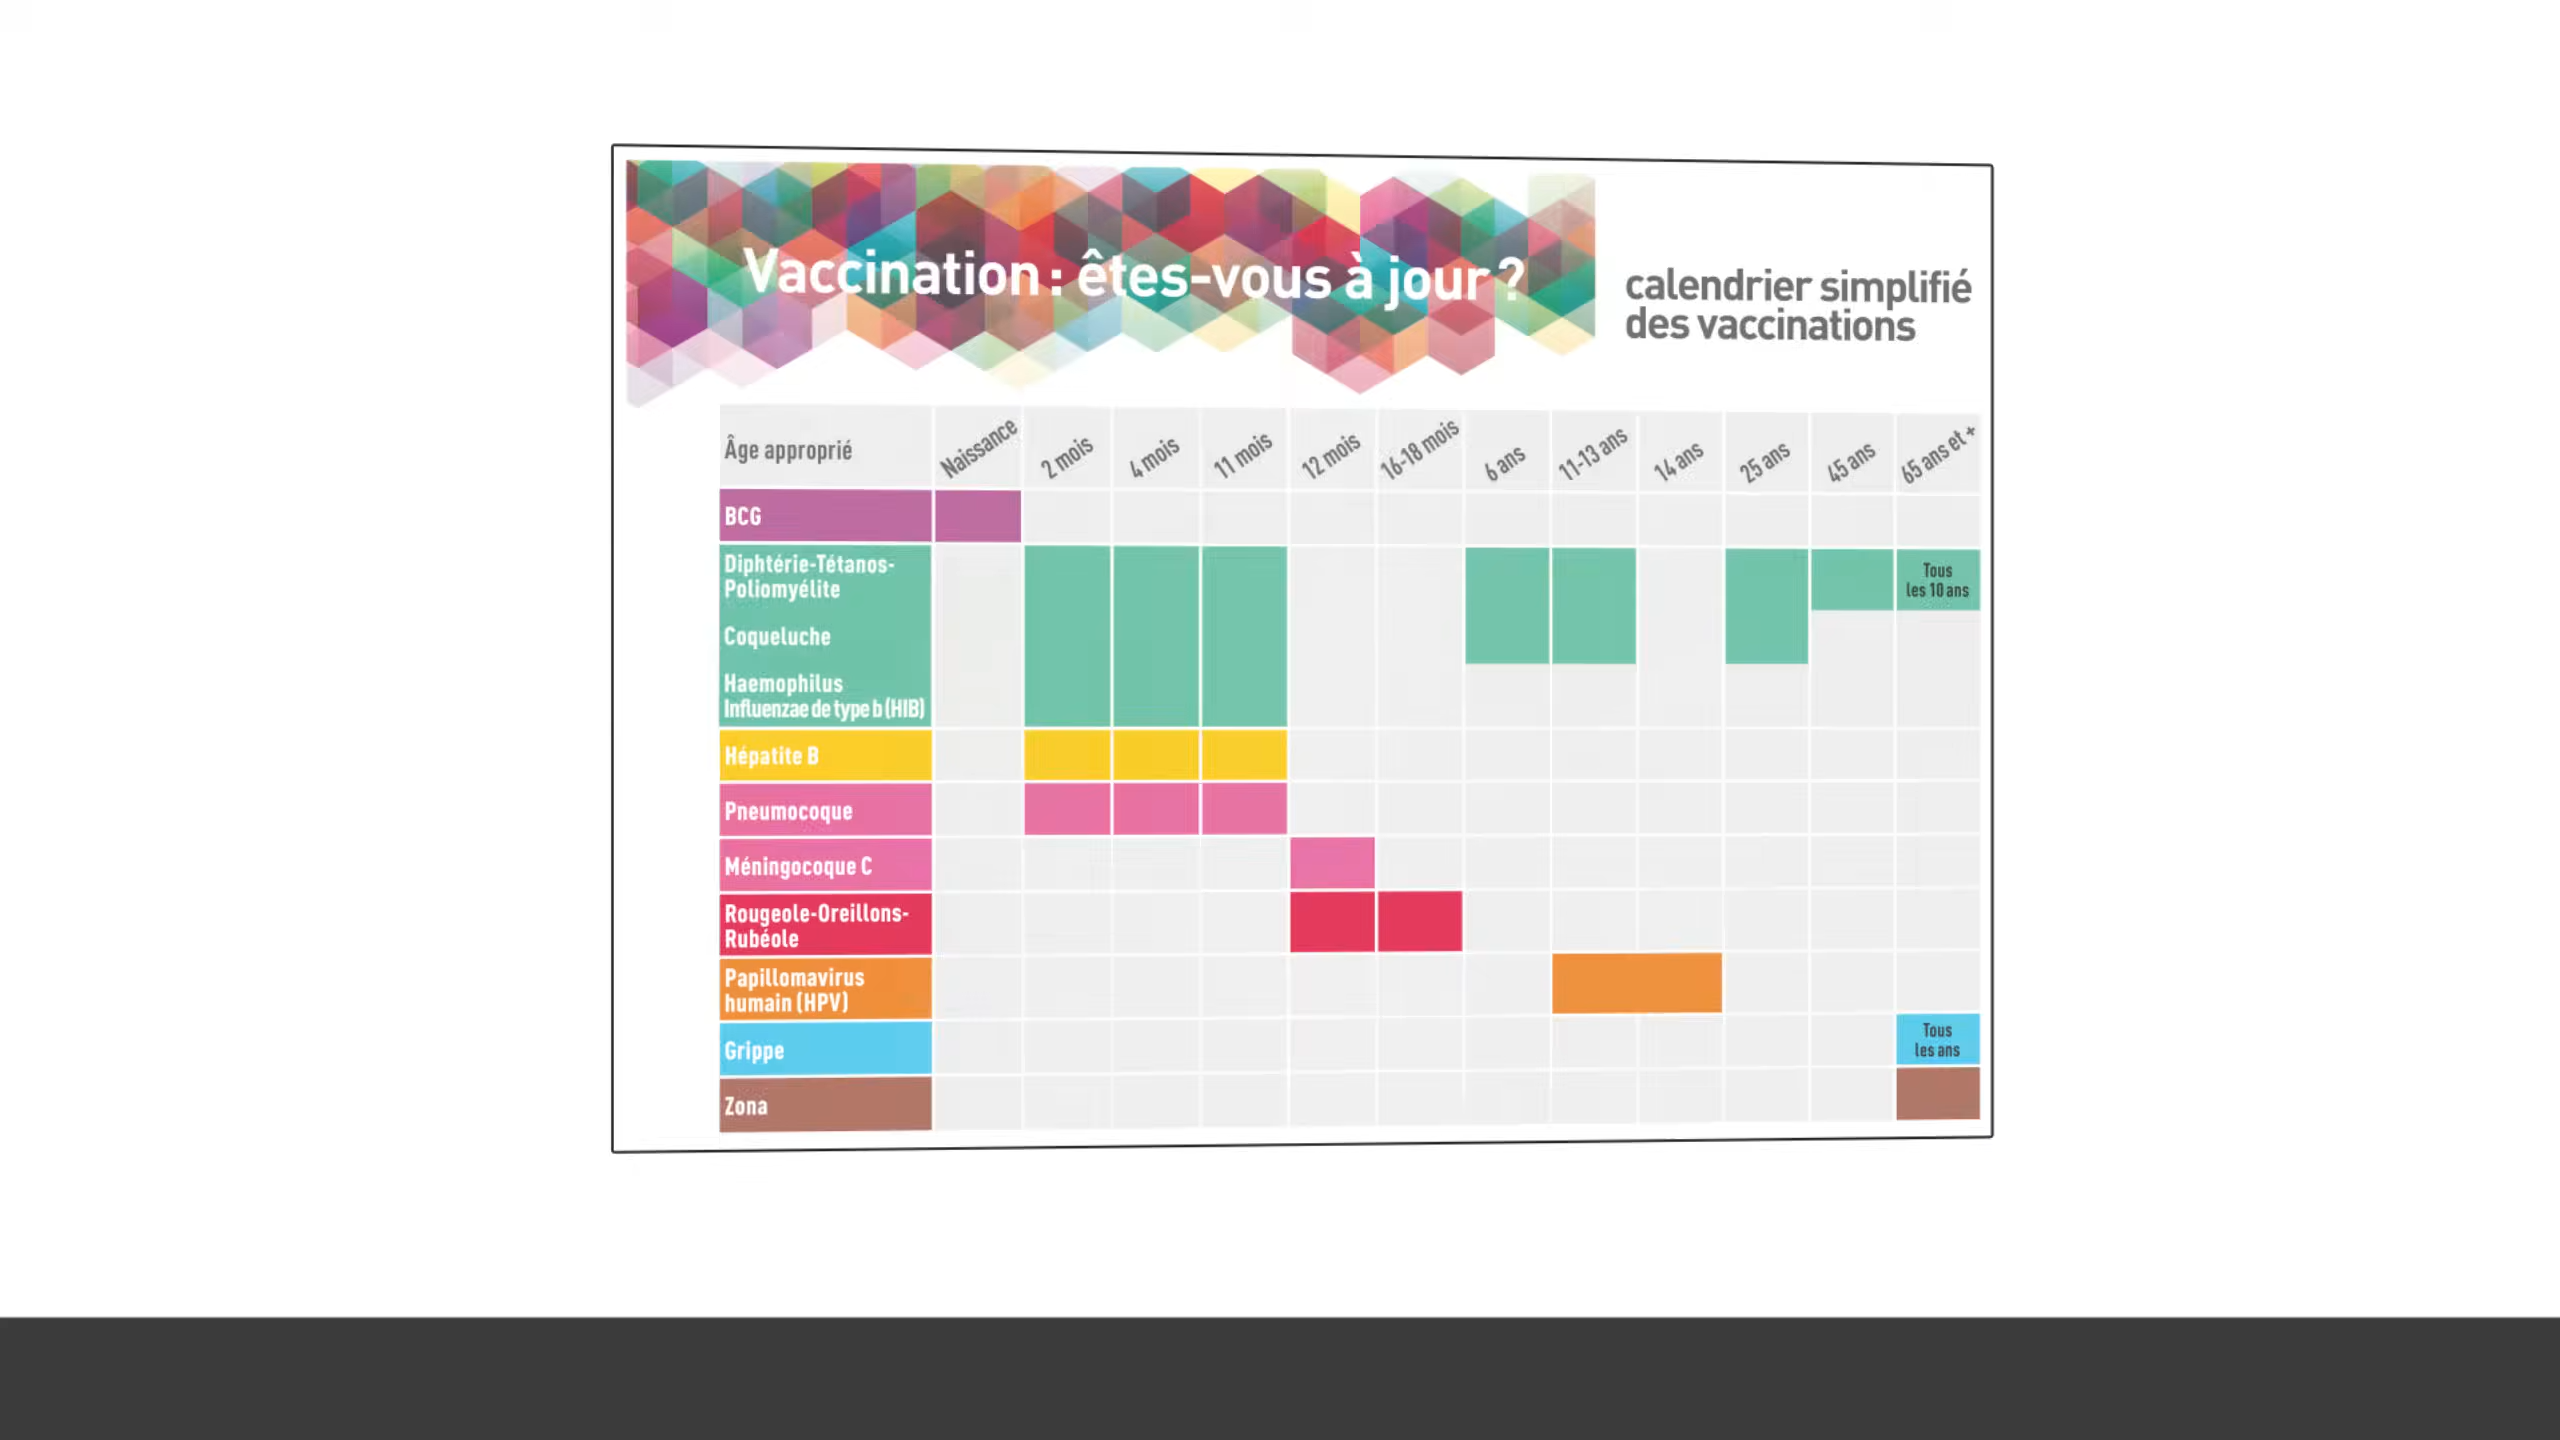 Vaccination : êtes-vous à jour ?
calendrier simplifié
des vaccinations
Âge approprié
Naissance
2 mois
4 mois
11 mois
12 mois
16-18 mois
6 ans
11-13 ans
14 ans
25 ans
45 ans
65 ans et +
BCG
Diphtérie-Tétanos-
Poliomyélite
Tous
les 10 ans
Coqueluche
Haemophilus
Influenzae de type b (HIB)
Hépatite B
Pneumocoque
Méningocoque C
Rougeole-Oreillons-
Rubéole
Papillomavirus
humain (HPV)
Grippe
Tous
les ans
Zona